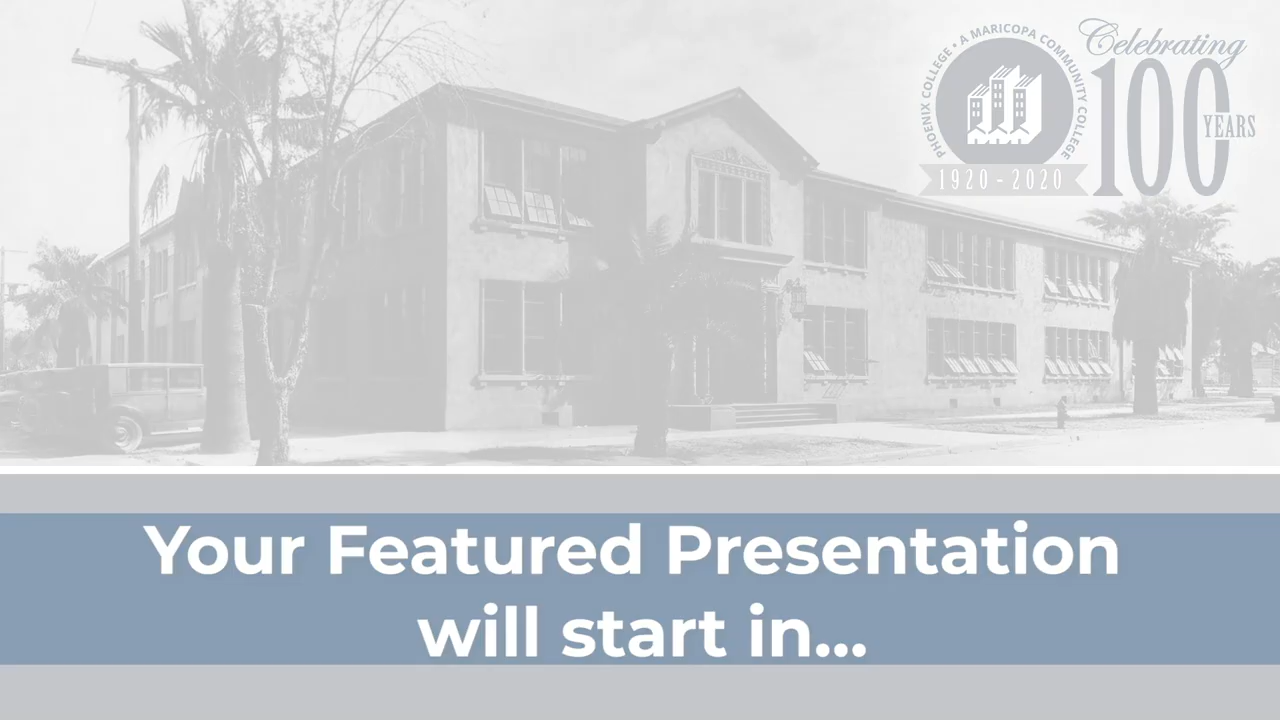 PHOENIX COLLEGE • A MARICOPA COMMUNITY COLLEGE
1920-2020
Celebrating
100
YEARS
Your Featured Presentation
will start in...